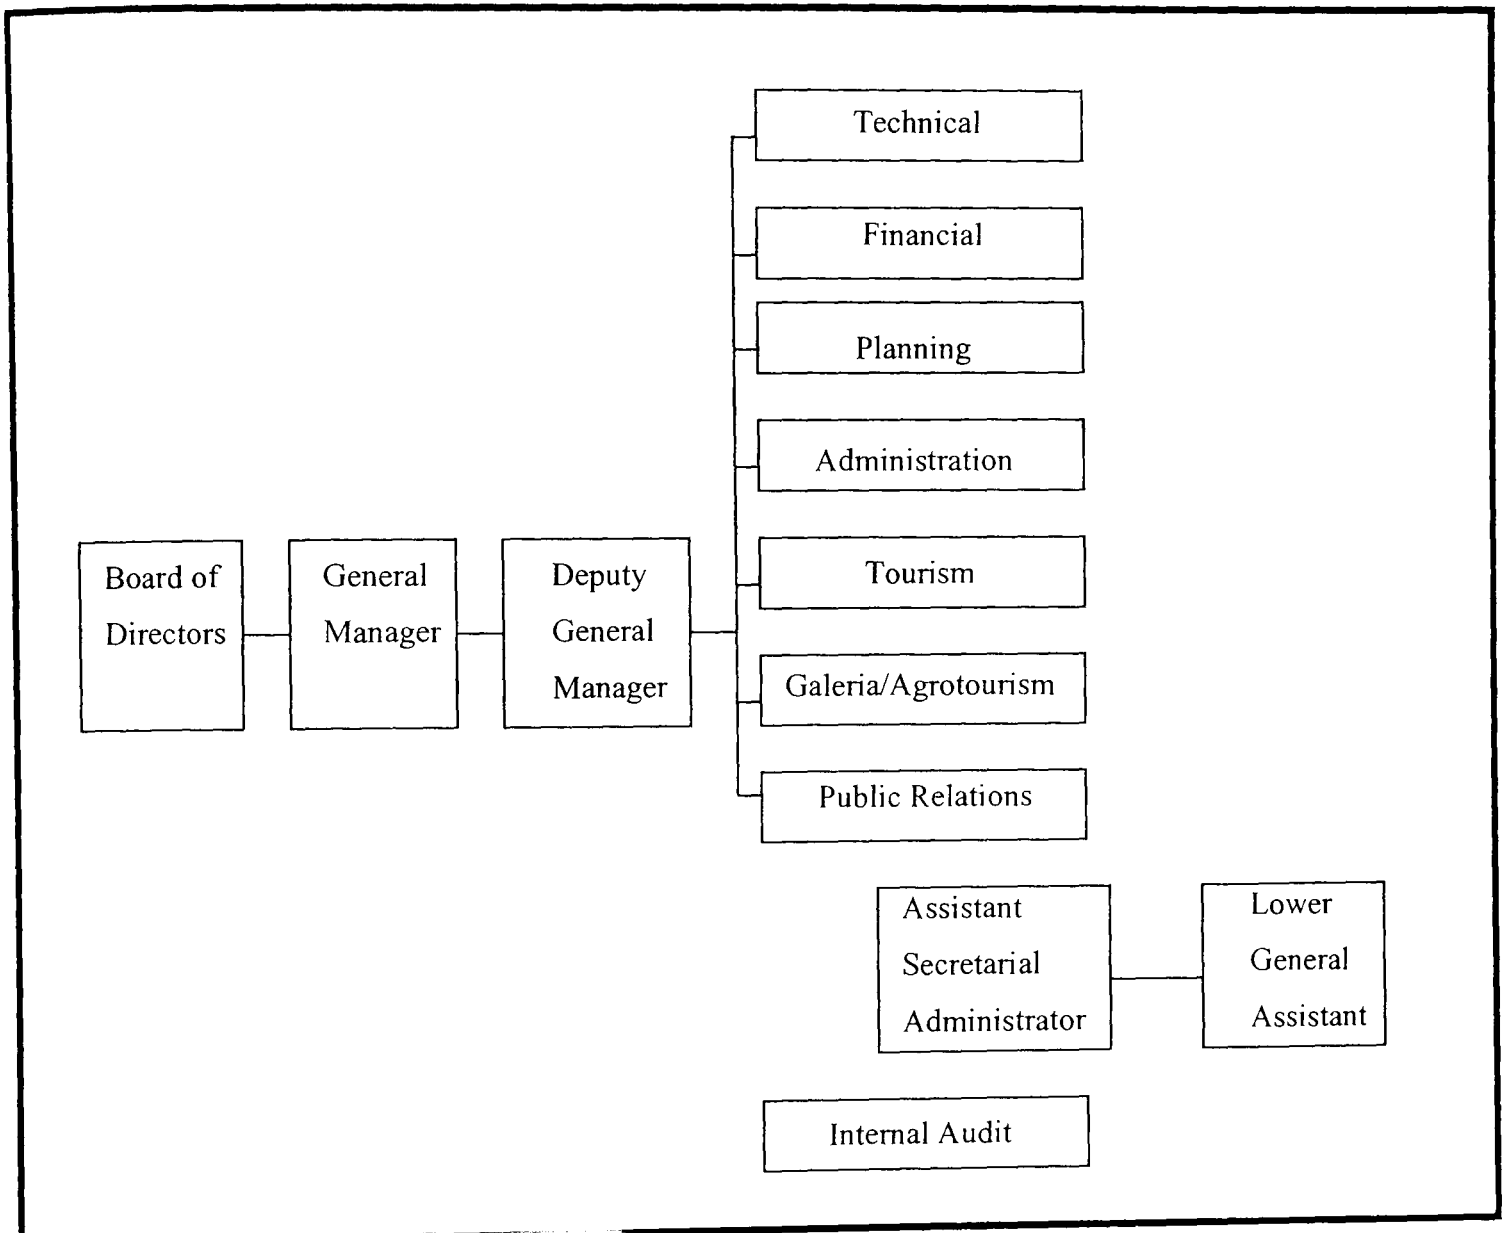 Technical
Financial
Planning
Administration
Board of
Directors
General
Manager
Deputy
General
Manager
Tourism
Galeria/Agrotourism
Public Relations
Assistant
Secretarial
Administrator
Lower
General
Assistant
Internal Audit